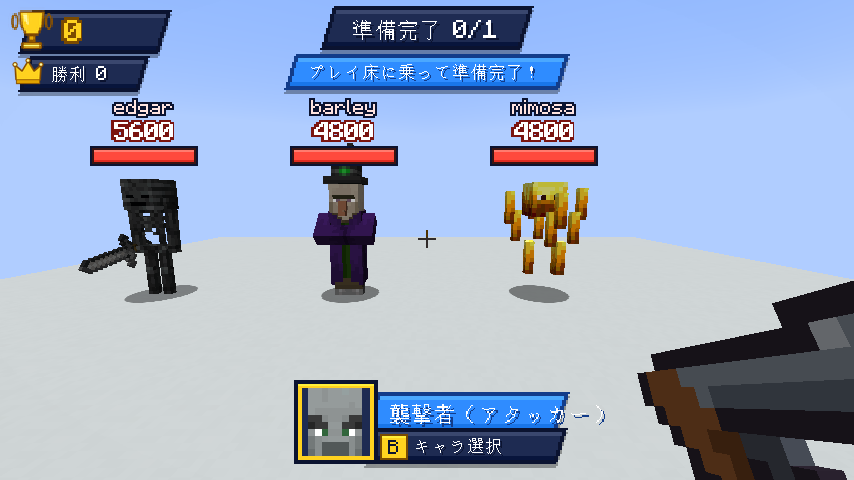 0
勝利 0
準備完了 0/1
プレイ床に乗って準備完了！
edgar
5600
barley
4800
mimosa
4800
襲撃者（アタッカー）
B キャラ選択